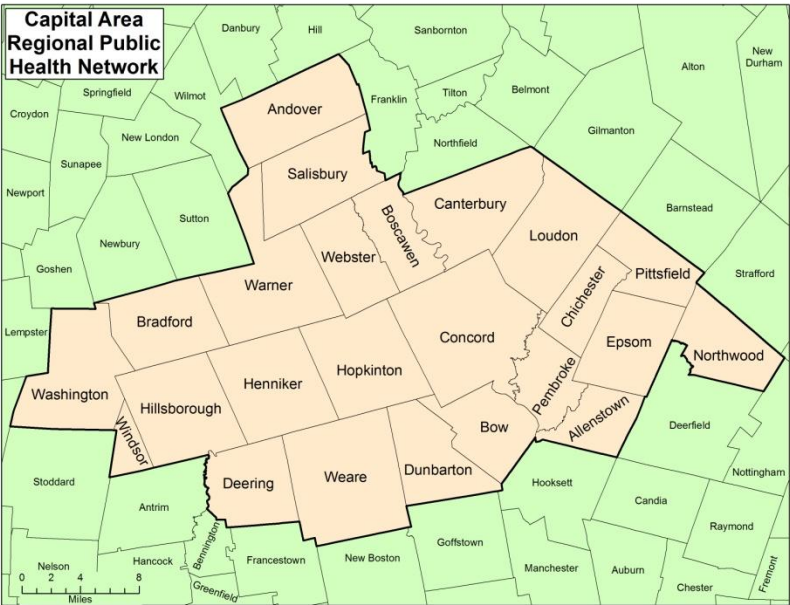 Capital Area
Regional Public
Health Network
Danbury
Hill
Sanbornton
Alton
New
Durham
Springfield
Wilmot
Croydon
Franklin
Tilton
Belmont
Andover
Gilmanton
New London
Northfield
Sunapee
Salisbury
Newport
Sutton
Boscawen
Canterbury
Barnstead
Newbury
Webster
Loudon
Goshen
Warner
Chichester
Pittsfield
Strafford
Lempster
Bradford
Concord
Epsom
Northwood
Washington
Hillsborough
Henniker
Hopkinton
Pembroke
Windsor
Allenstown
Bow
Deerfield
Stoddard
Deering
Weare
Dunbarton
Nottingham
Antrim
Hooksett
Candia
Bennington
Raymond
Goffstown
Nelson
Hancock
Francestown
New Boston
Manchester
Auburn
Fremont
Chester
Greenfield
0 2 4 8
Miles